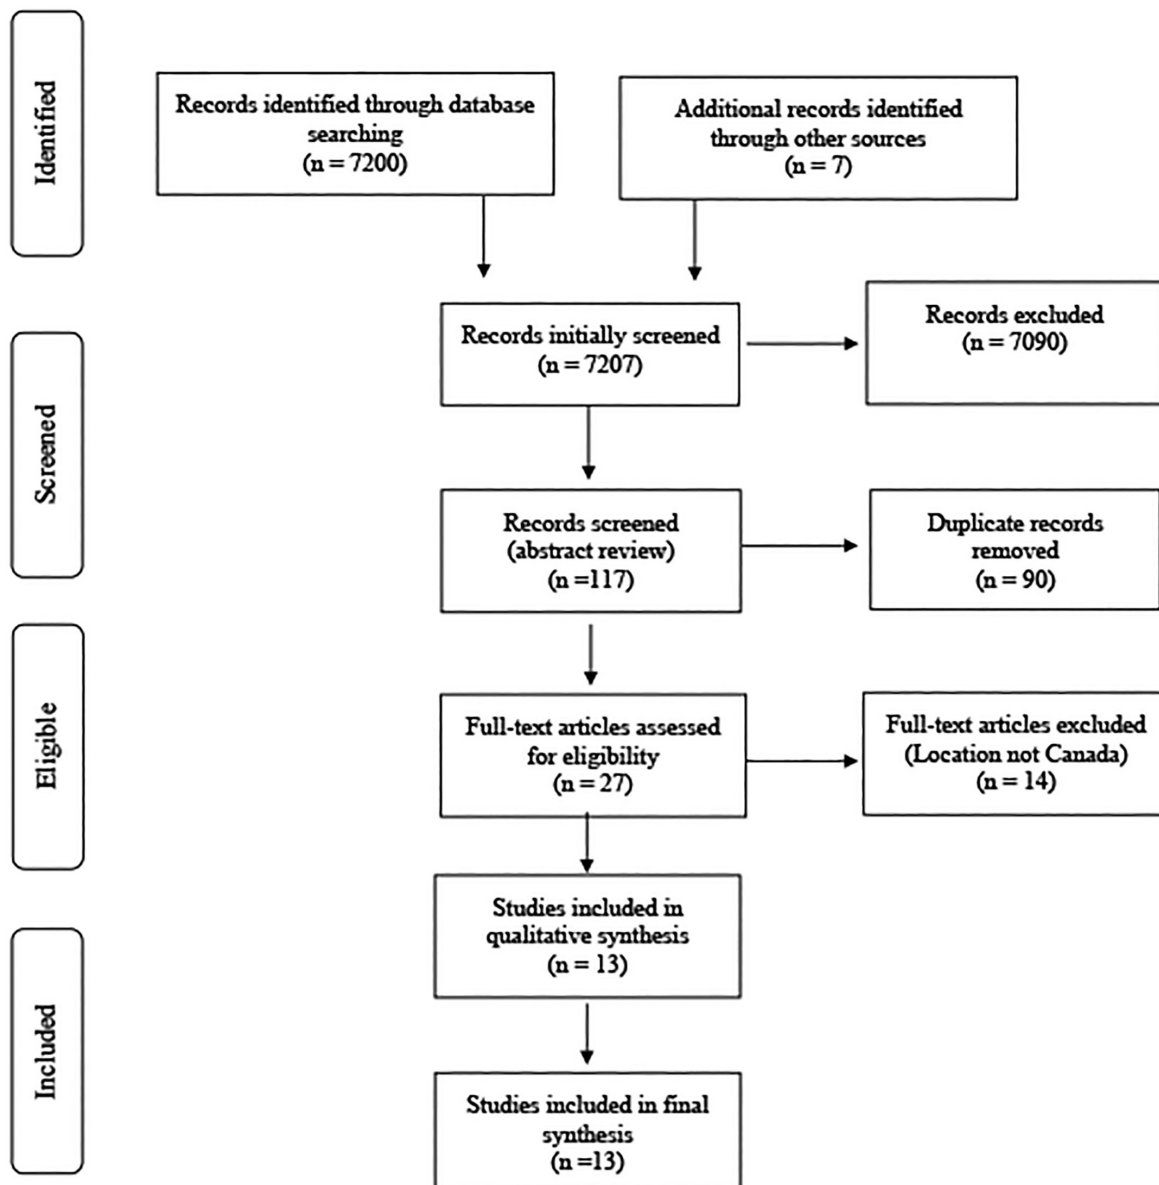 Identified
Records identified through database
searching
(n = 7200)
Additional records identified
through other sources
(n = 7)
Records initially screened
(n = 7207)
Records excluded
(n = 7090)
Screened
Records screened
(abstract review)
(n =117)
Duplicate records
removed
(n = 90)
Eligible
Full-text articles assessed
for eligibility
(n = 27)
Full-text articles excluded
(Location not Canada)
(n = 14)
Studies included in
qualitative synthesis
(n = 13)
Included
Studies included in final
synthesis
(n =13)